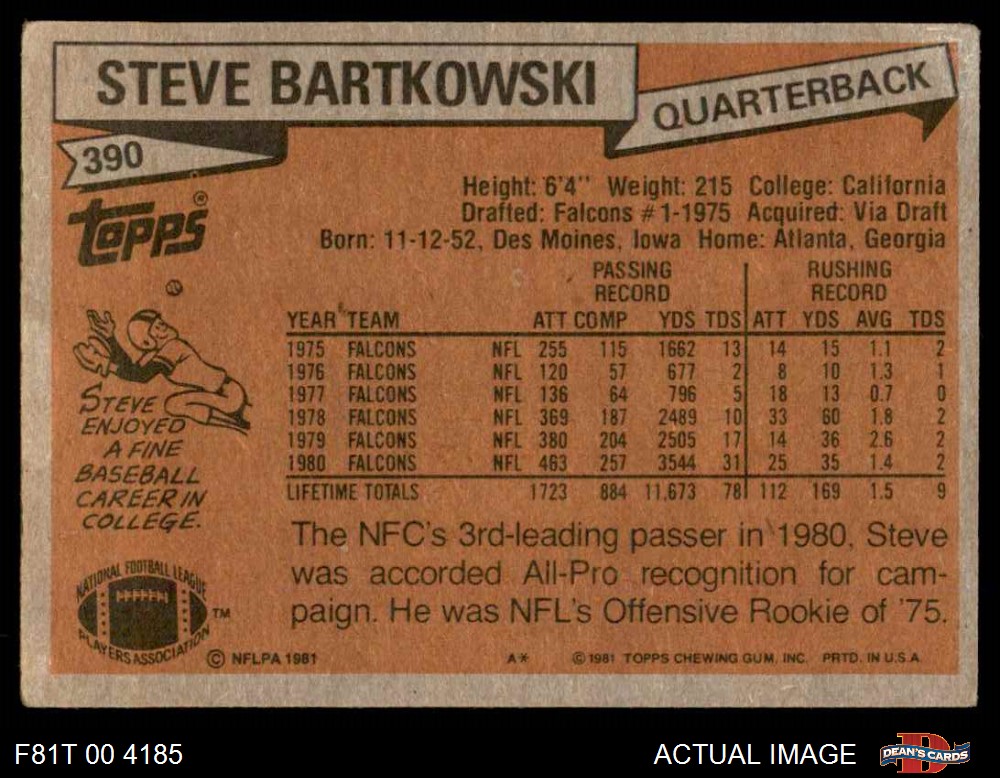 STEVE BARTKOWSKI
QUARTERBACK
390
Topps®
Height: 6'4" Weight: 215 College: California
Drafted: Falcons #1-1975 Acquired: Via Draft
Born: 11-12-52, Des Moines, Iowa Home: Atlanta, Georgia
PASSING RECORD RUSHING RECORD
YEAR TEAM ATT COMP YDS TDS ATT YDS AVG TDS
1975 FALCONS NFL 255 115 1662 13 14 15 1.1 2
1976 FALCONS NFL 120 57 677 2 8 10 1.3 1
1977 FALCONS NFL 136 64 796 5 18 13 0.7 0
1978 FALCONS NFL 369 187 2489 10 33 60 1.8 2
1979 FALCONS NFL 380 204 2505 17 14 36 2.6 2
1980 FALCONS NFL 463 257 3544 31 25 35 1.4 2
LIFETIME TOTALS 1723 884 11,673 78 112 169 1.5 9
STEVE
ENJOYED
A FINE
BASEBALL
CAREER IN
COLLEGE.
The NFC's 3rd-leading passer in 1980, Steve
was accorded All-Pro recognition for cam-
paign. He was NFL's Offensive Rookie of '75.
NATIONAL FOOTBALL LEAGUE
PLAYERS ASSOCIATION
TM
© NFLPA 1981 A* © 1981 TOPPS CHEWING GUM, INC. PRTD. IN U.S.A.
F81T 00 4185 ACTUAL IMAGE
DEAN'S CARDS